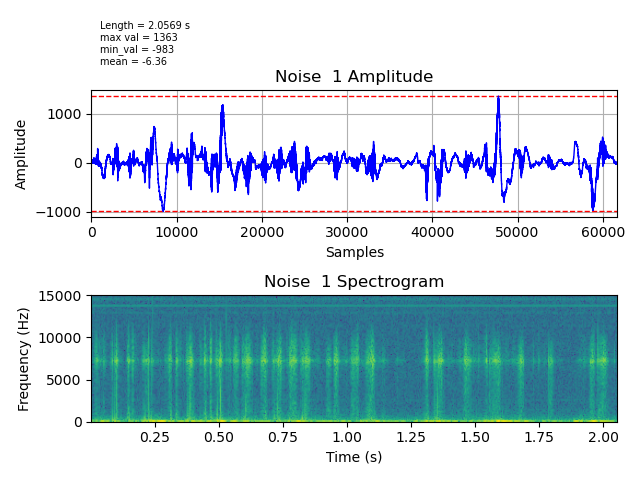 Length = 2.0569 s
max val = 1363
min_val = -983
mean = -6.36
Noise  1 Amplitude
Amplitude
1000
0
−1000
0 10000 20000 30000 40000 50000 60000
Samples
Noise  1 Spectrogram
Frequency (Hz)
15000
10000
5000
0
0.25 0.50 0.75 1.00 1.25 1.50 1.75 2.00
Time (s)